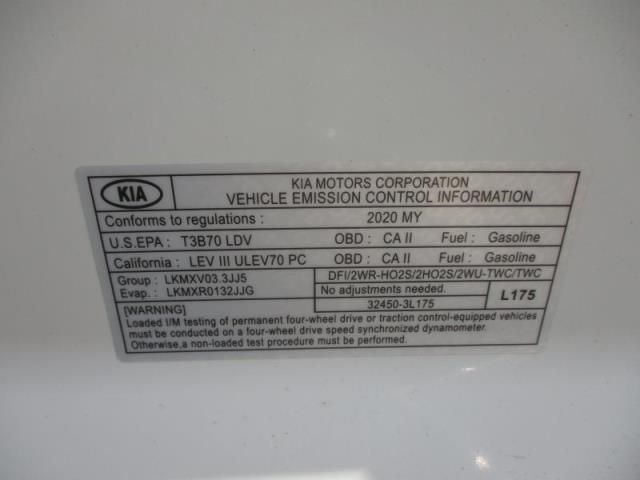 KIA
KIA MOTORS CORPORATION
VEHICLE EMISSION CONTROL INFORMATION
Conforms to regulations : 2020 MY
U.S.EPA : T3B70 LDV OBD : CA II Fuel : Gasoline
California : LEV III ULEV70 PC OBD : CA II Fuel : Gasoline
Group : LKMXV03.3JJ5 DFI/2WR-HO2S/2HO2S/2WU-TWC/TWC
Evap. : LKMXR0132JJG No adjustments needed. L175
32450-3L175
[WARNING]
Loaded I/M testing of permanent four-wheel drive or traction control-equipped vehicles
must be conducted on a four-wheel drive speed synchronized dynamometer.
Otherwise,a non-loaded test procedure must be performed.